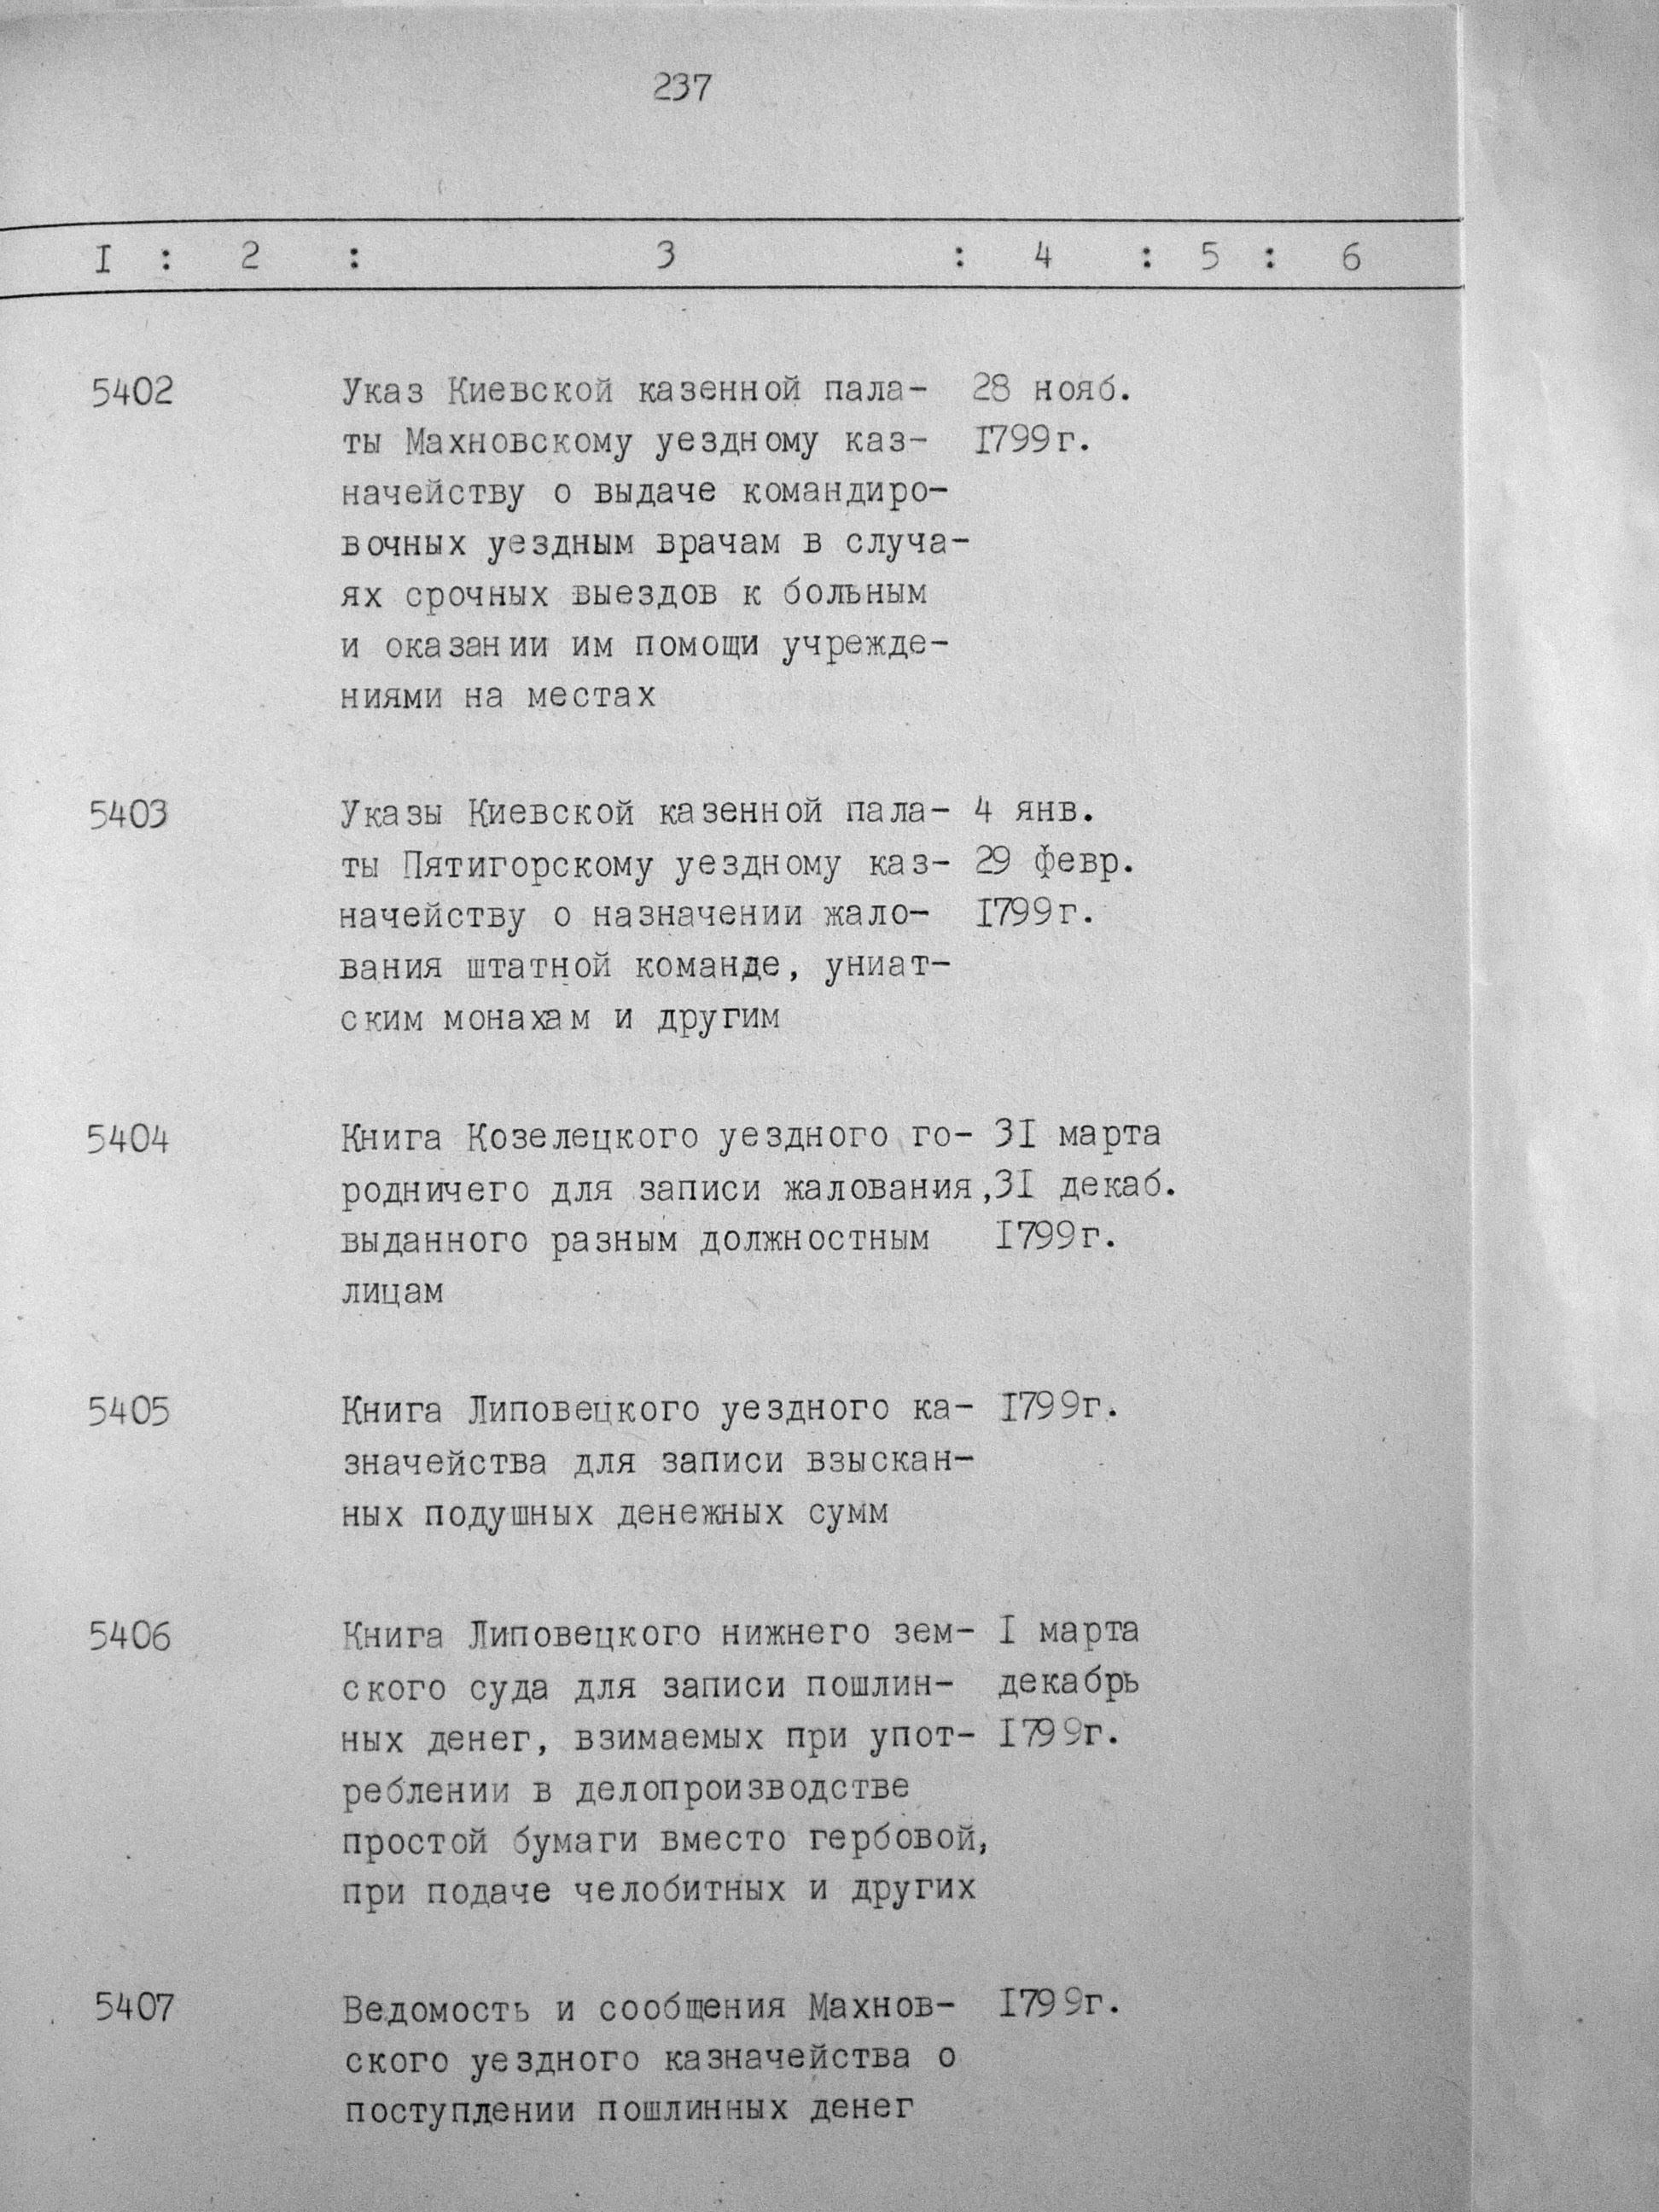 237
I : 2 : 3 : 4 : 5 : 6
5402 Указ Киевской казенной пала- 28 нояб.
ты Махновскому уездному каз- I799г.
начейству о выдаче командиро-
вочных уездным врачам в случа-
ях срочных выездов к больным
и оказании им помощи учрежде-
ниями на местах
5403 Указы Киевской казенной пала- 4 янв.
ты Пятигорскому уездному каз- 29 февр.
начейству о назначении жало- I799г.
вания штатной команде, униат-
ским монахам и другим
5404 Книга Козелецкого уездного го- 3I марта
родничего для записи жалования, 3I декаб.
выданного разным должностным I799г.
лицам
5405 Книга Липовецкого уездного ка- I799г.
значейства для записи взыскан-
ных подушных денежных сумм
5406 Книга Липовецкого нижнего зем- I марта
ского суда для записи пошлин- декабрь
ных денег, взимаемых при упот- I799г.
реблении в делопроизводстве
простой бумаги вместо гербовой,
при подаче челобитных и других
5407 Ведомость и сообщения Махнов- I799г.
ского уездного казначейства о
поступлении пошлинных денег